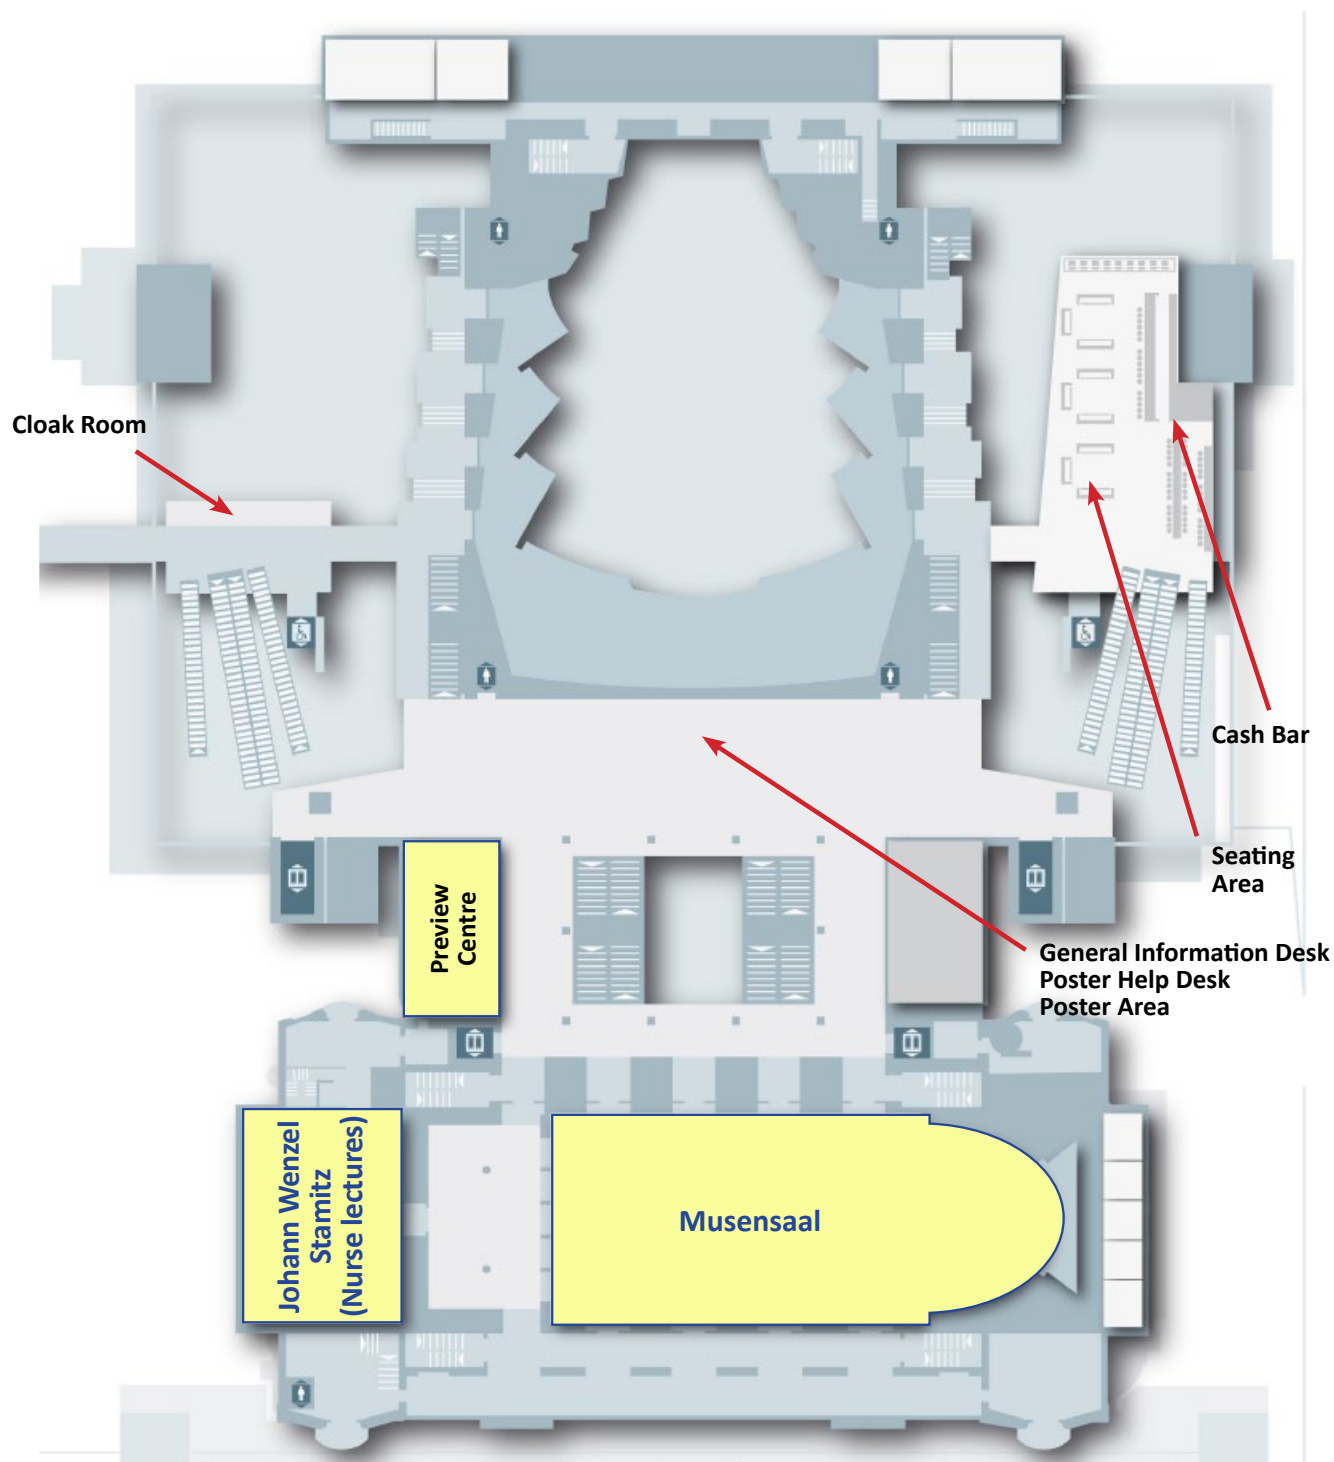 Cloak Room
Cash Bar
Seating
Area
Preview
Centre
General Information Desk
Poster Help Desk
Poster Area
Johann Wenzel
Stamitz
(Nurse lectures)
Musensaal